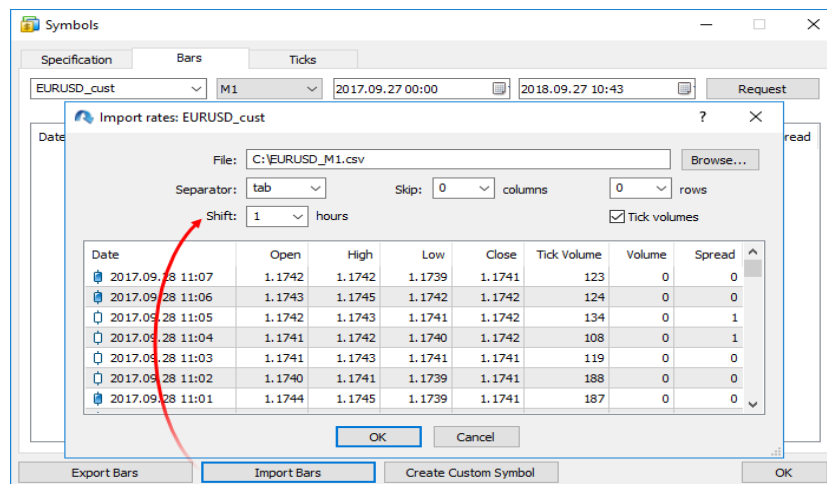 Symbols
Specification Bars Ticks
EURUSD_cust M1 2017.09.27 00:00 2018.09.27 10:43 Request
Import rates: EURUSD_cust ?
Date read
File: C:\EURUSD_M1.csv Browse...
Separator: tab Skip: 0 columns 0 rows
Shift: 1 hours Tick volumes
Date Open High Low Close Tick Volume Volume Spread
2017.09.28 11:07 1.1742 1.1742 1.1739 1.1741 123 0 0
2017.09.28 11:06 1.1743 1.1745 1.1742 1.1742 124 0 0
2017.09.28 11:05 1.1742 1.1743 1.1741 1.1742 134 0 1
2017.09.28 11:04 1.1741 1.1742 1.1740 1.1742 108 0 1
2017.09.28 11:03 1.1741 1.1743 1.1741 1.1741 119 0 0
2017.09.28 11:02 1.1740 1.1741 1.1739 1.1741 188 0 0
2017.09.28 11:01 1.1744 1.1745 1.1739 1.1741 187 0 0
OK Cancel
Export Bars Import Bars Create Custom Symbol OK